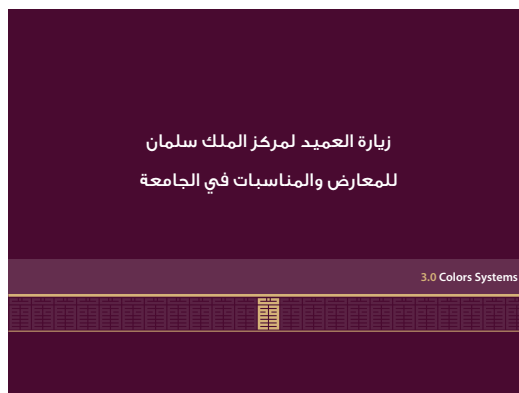 زيارة العميد لمركز الملك سلمان
للمعارض والمناسبات في الجامعة
3.0 Colors Systems